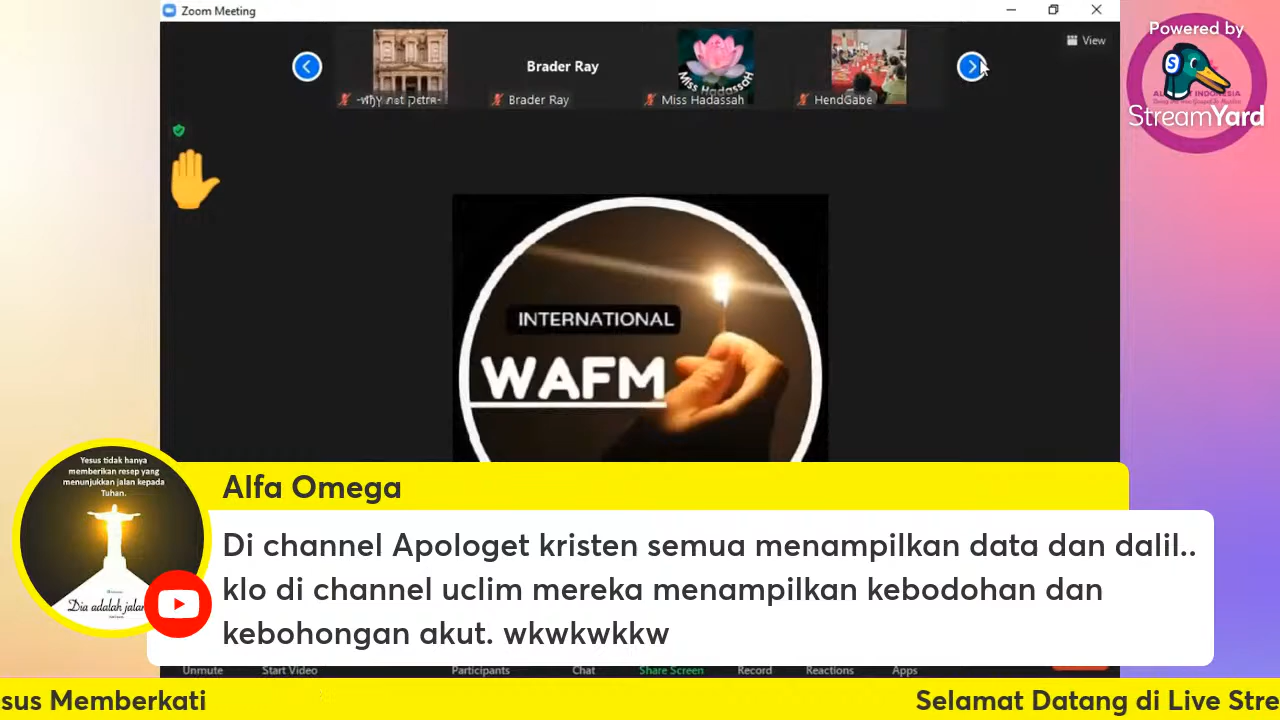 Zoom Meeting
View
Powered by
StreamYard
Brader Ray
Brader Ray
Miss Hadassah
Miss Hadassah
HendGabe
INTERNATIONAL
WAFM
Yesus tidak hanya
memberikan resep yang
menunjukkan jalan kepada
Tuhan.
Dia adalah jalan
Alfa Omega
Di channel Apologet kristen semua menampilkan data dan dalil..
klo di channel uclim mereka menampilkan kebodohan dan
kebohongan akut. wkwkwkkw
Unmute
Start Video
Participants
Chat
Share Screen
Record
Reactions
Apps
sus Memberkati
Selamat Datang di Live Stre